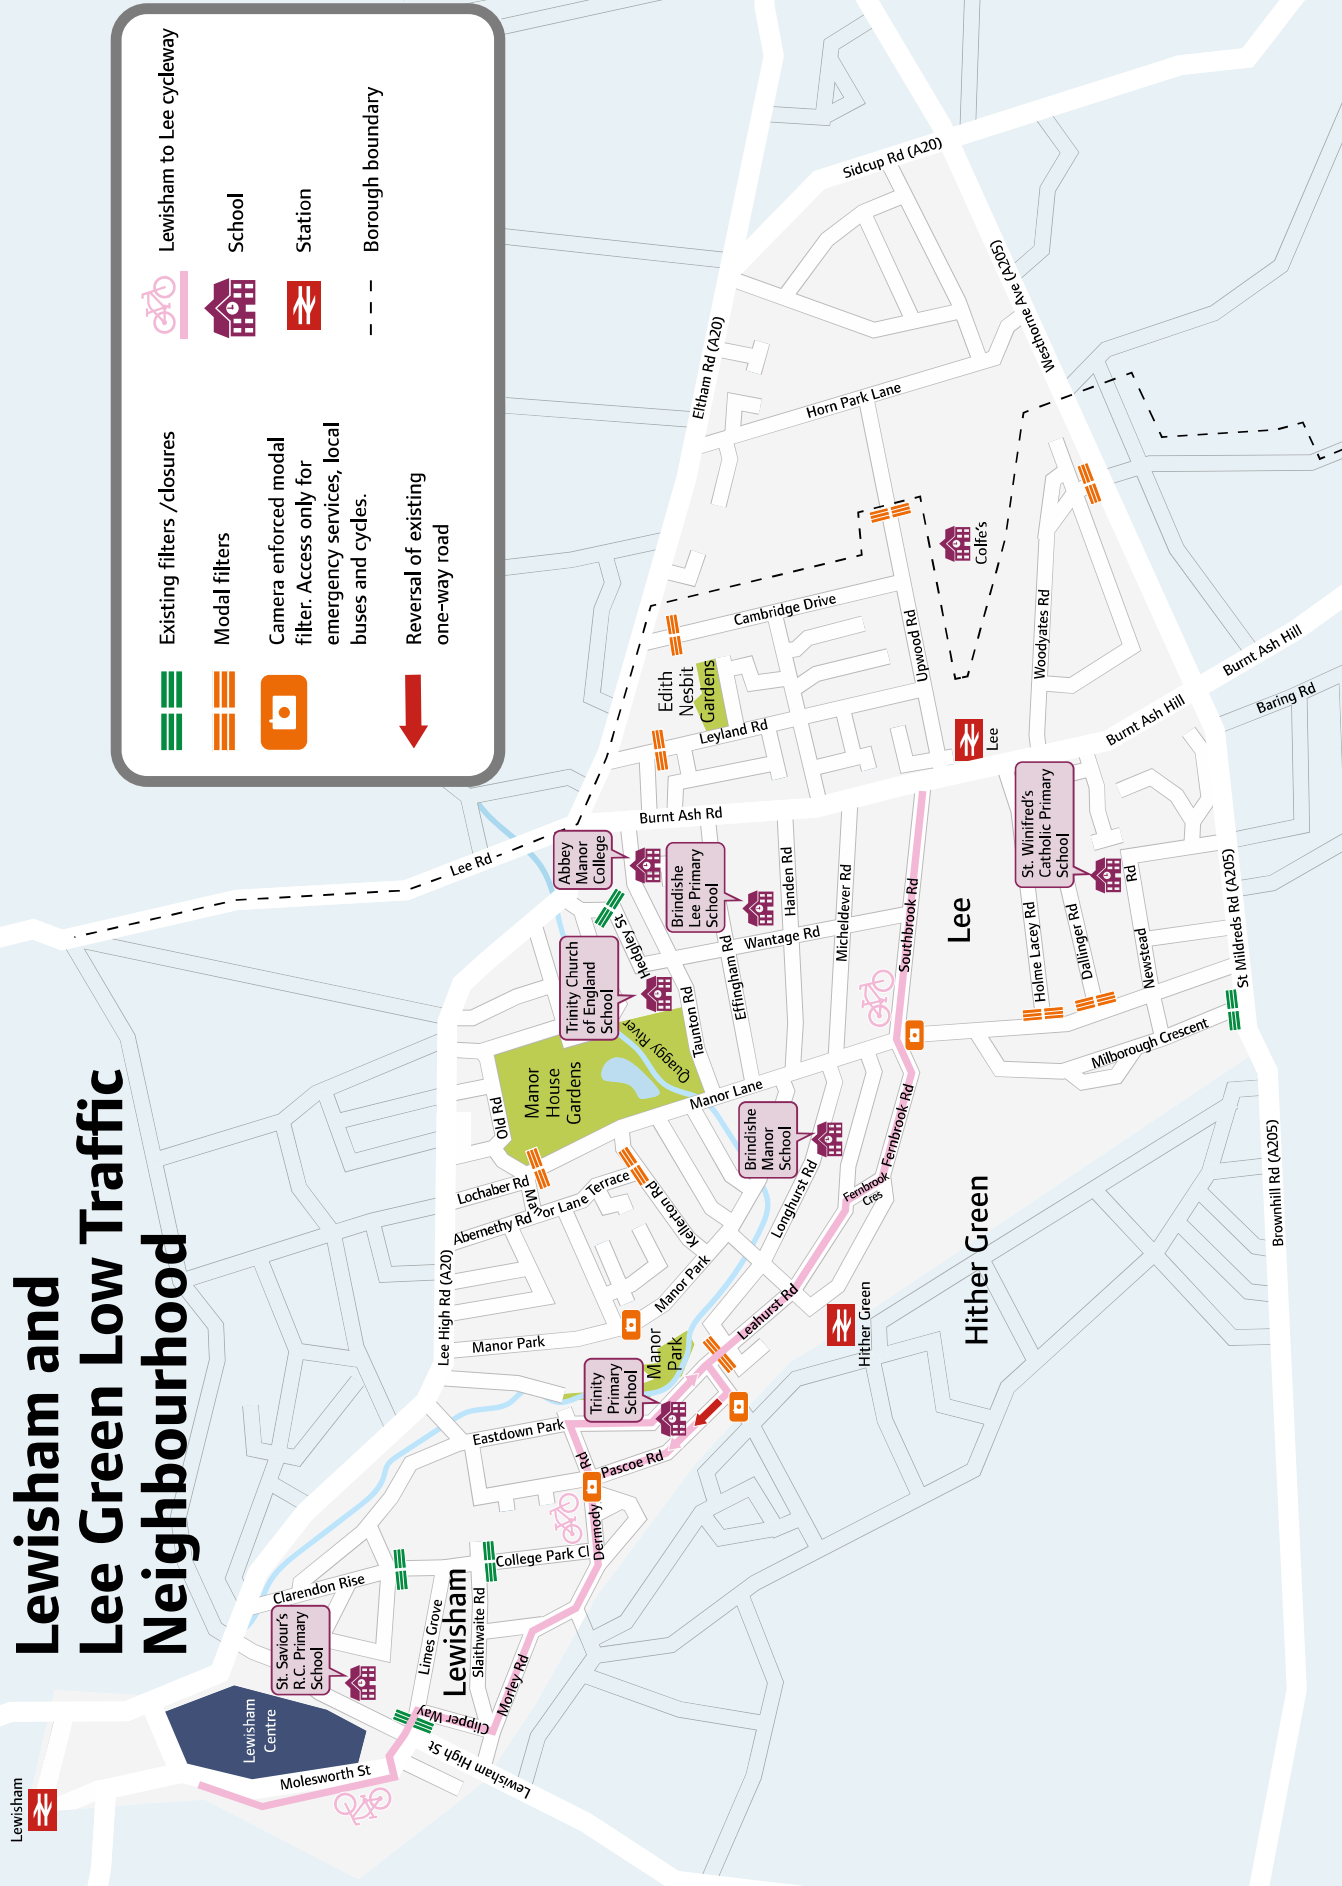 Lewisham and
Lee Green Low Traffic
Neighbourhood
Existing filters /closures
Modal filters
Camera enforced modal
filter. Access only for
emergency services, local
buses and cycles.
Reversal of existing
one-way road
Lewisham to Lee cycleway
School
Station
Borough boundary
Lewisham
Lewisham
Centre
Molesworth St
Lewisham High St
St. Saviour's
R.C. Primary
School
Clarendon Rise
Limes Grove
Lewisham
Slaithwaite Rd
Clipper Way
Morley Rd
College Park Cl
Dermody
Rd
Eastdown Park
Pascoe Rd
Trinity
Primary
School
Manor
Park
Lee High Rd (A20)
Manor Park
Manor Park
Abernethy Rd
Lochaber Rd
Manor Lane Terrace
Kellerton Rd
Old Rd
Manor
House
Gardens
Quaggy River
Leahurst Rd
Longhurst Rd
Hither Green
Hither Green
Fernbrook
Cres
Fernbrook Rd
Brindishe
Manor
School
Manor Lane
Taunton Rd
Effingham Rd
Trinity Church
of England
School
Hedgley St
Abbey
Manor
College
Brindishe
Lee Primary
School
Wantage Rd
Handen Rd
Micheldever Rd
Southbrook Rd
Lee
Lee Rd
Burnt Ash Rd
Leyland Rd
Edith
Nesbit
Gardens
Cambridge Drive
Upwood Rd
Lee
Colfe's
Eltham Rd (A20)
Horn Park Lane
Sidcup Rd (A20)
Westhorne Ave (A205)
Woodyates Rd
Burnt Ash Hill
Burnt Ash Hill
Baring Rd
St. Winifred's
Catholic Primary
School
Holme Lacey Rd
Dallinger Rd
Newstead
Rd
Milborough Crescent
St Mildreds Rd (A205)
Brownhill Rd (A205)